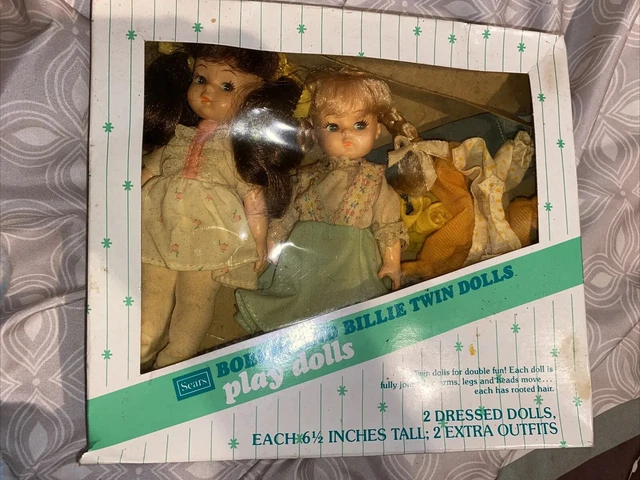 Sears
BILLIE TWIN DOLLS
play dolls
Twin dolls for double fun! Each doll is
fully arms, legs and heads move...
each has rooted hair.
2 DRESSED DOLLS,
EACH 6½ INCHES TALL; 2 EXTRA OUTFITS